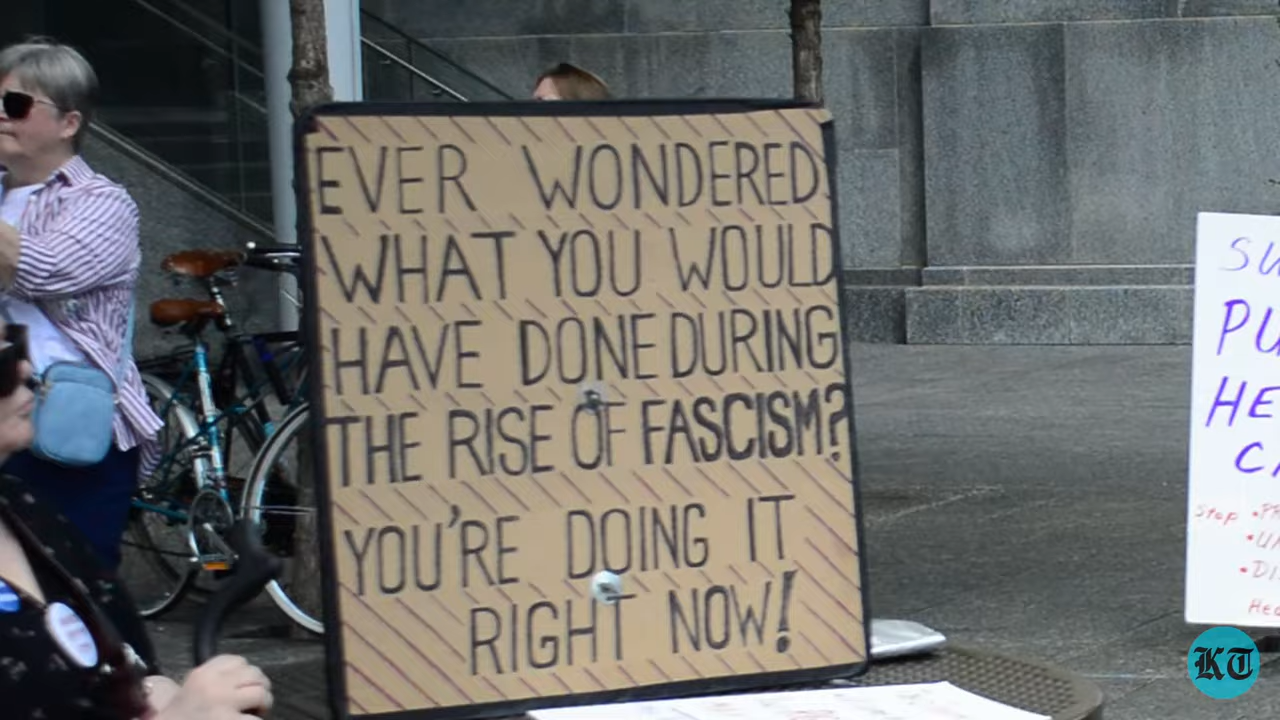 EVER WONDERED
WHAT YOU WOULD
HAVE DONE DURING
THE RISE OF FASCISM?
YOU'RE DOING IT
RIGHT NOW!
Stop
KT